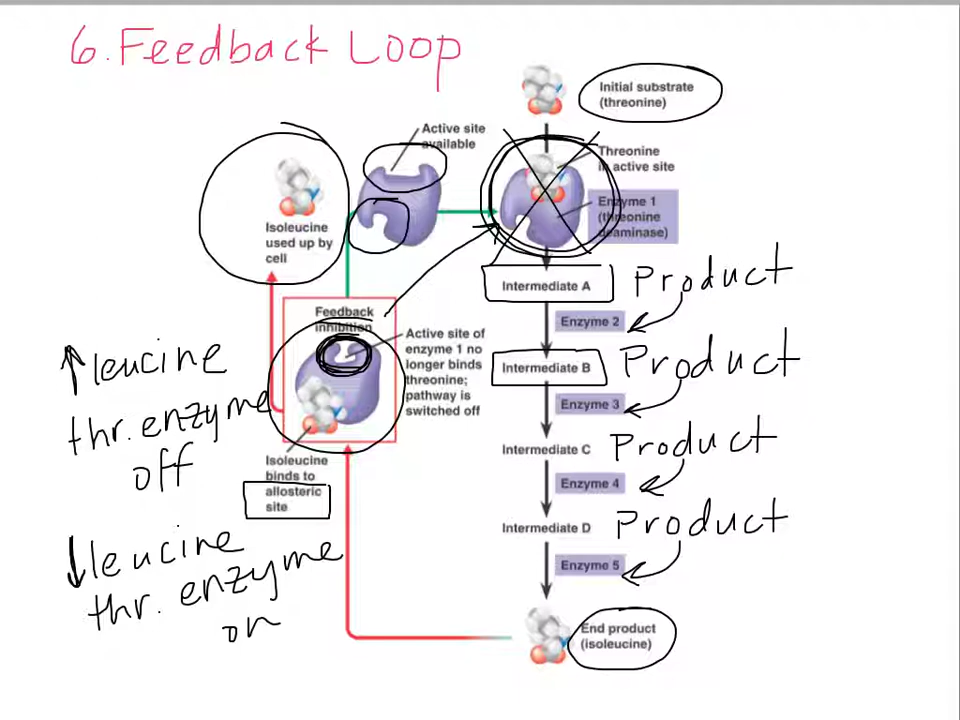 6. Feedback Loop
Initial substrate
(threonine)
Active site
available
Threonine
in active site
Enzyme 1
(threonine
deaminase)
Isoleucine
used up by
cell
Intermediate A
Product
Feedback
inhibition
Enzyme 2
Active site of
enzyme 1 no
longer binds
threonine;
pathway is
switched off
Intermediate B
Product
↑leucine
thr. enzyme
off
Enzyme 3
Intermediate C
Product
Isoleucine
binds to
allosteric
site
Enzyme 4
Intermediate D
Product
↓leucine
thr. enzyme
on
Enzyme 5
End product
(isoleucine)